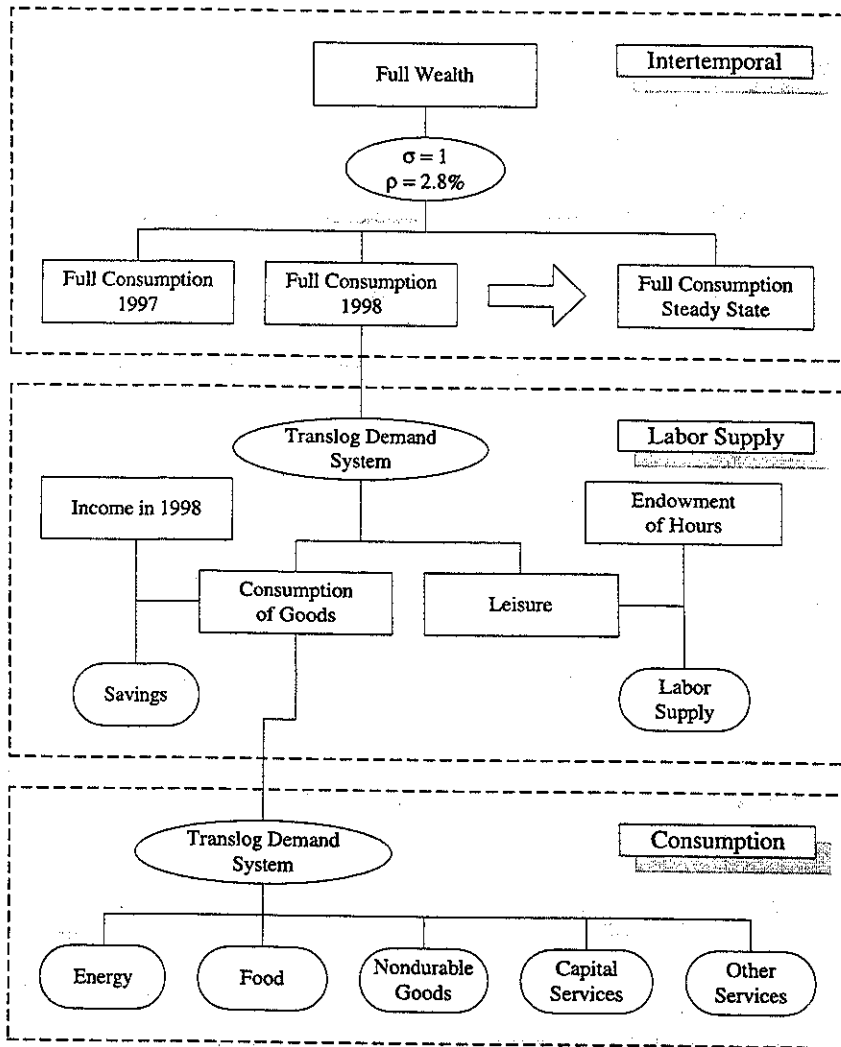 Full Wealth
Intertemporal
σ = 1
ρ = 2.8%
Full Consumption
1997
Full Consumption
1998
Full Consumption
Steady State
Translog Demand
System
Labor Supply
Income in 1998
Endowment
of Hours
Consumption
of Goods
Leisure
Savings
Labor
Supply
Translog Demand
System
Consumption
Energy
Food
Nondurable
Goods
Capital
Services
Other
Services